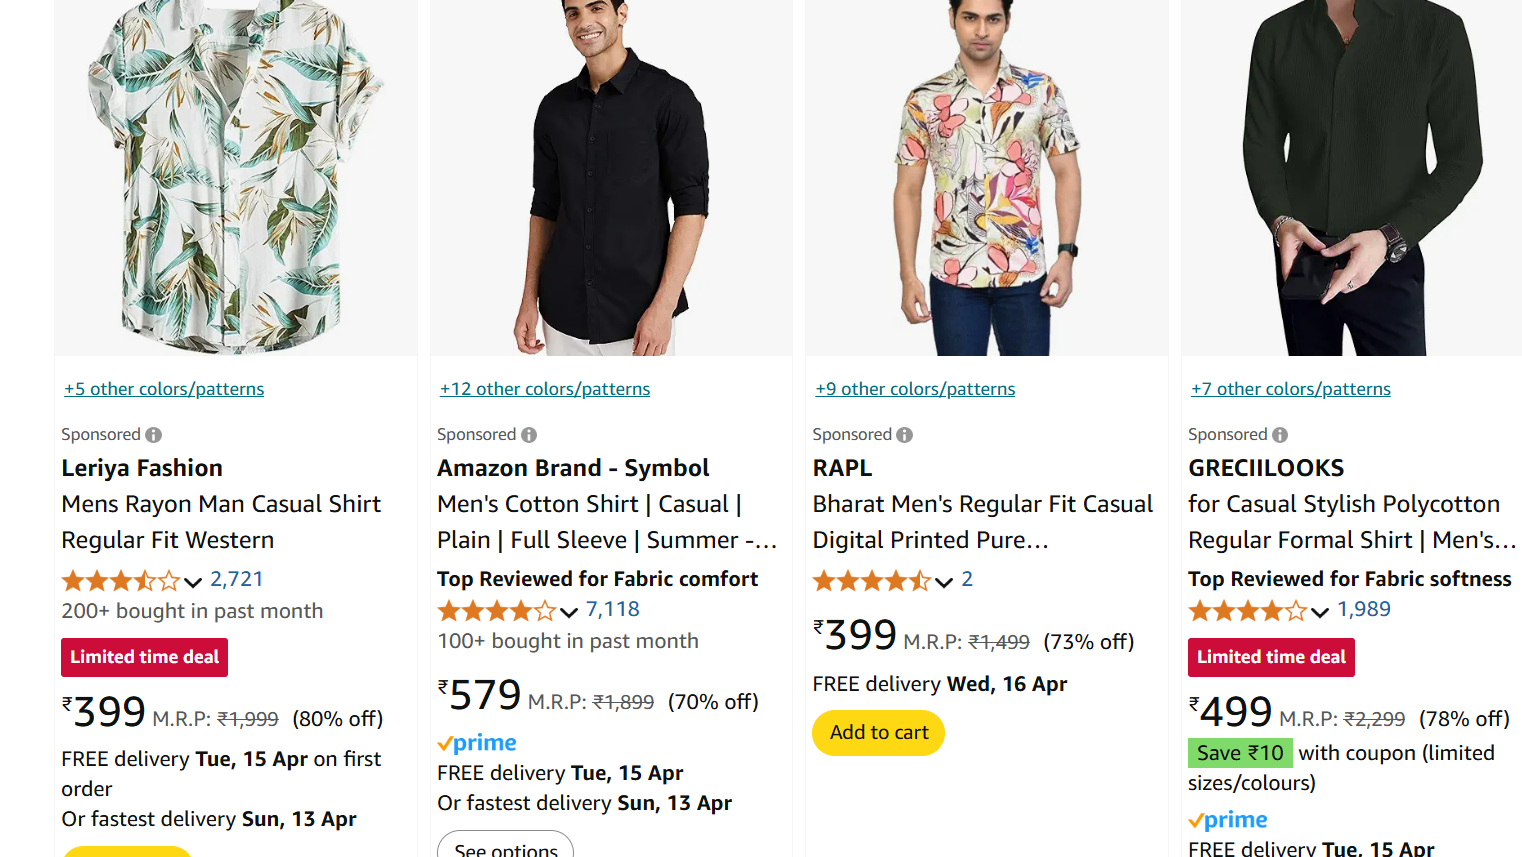 +5 other colors/patterns
Sponsored
Leriya Fashion
Mens Rayon Man Casual Shirt
Regular Fit Western
2,721
200+ bought in past month
Limited time deal
₹399 M.R.P: ₹1,999 (80% off)
FREE delivery Tue, 15 Apr on first
order
Or fastest delivery Sun, 13 Apr
+12 other colors/patterns
Sponsored
Amazon Brand - Symbol
Men's Cotton Shirt | Casual |
Plain | Full Sleeve | Summer -…
Top Reviewed for Fabric comfort
7,118
100+ bought in past month
₹579 M.R.P: ₹1,899 (70% off)
prime
FREE delivery Tue, 15 Apr
Or fastest delivery Sun, 13 Apr
See options
+9 other colors/patterns
Sponsored
RAPL
Bharat Men's Regular Fit Casual
Digital Printed Pure…
2
₹399 M.R.P: ₹1,499 (73% off)
FREE delivery Wed, 16 Apr
Add to cart
+7 other colors/patterns
Sponsored
GRECIILOOKS
for Casual Stylish Polycotton
Regular Formal Shirt | Men's…
Top Reviewed for Fabric softness
1,989
Limited time deal
₹499 M.R.P: ₹2,299 (78% off)
Save ₹10 with coupon (limited
sizes/colours)
prime
FREE delivery Tue, 15 Apr